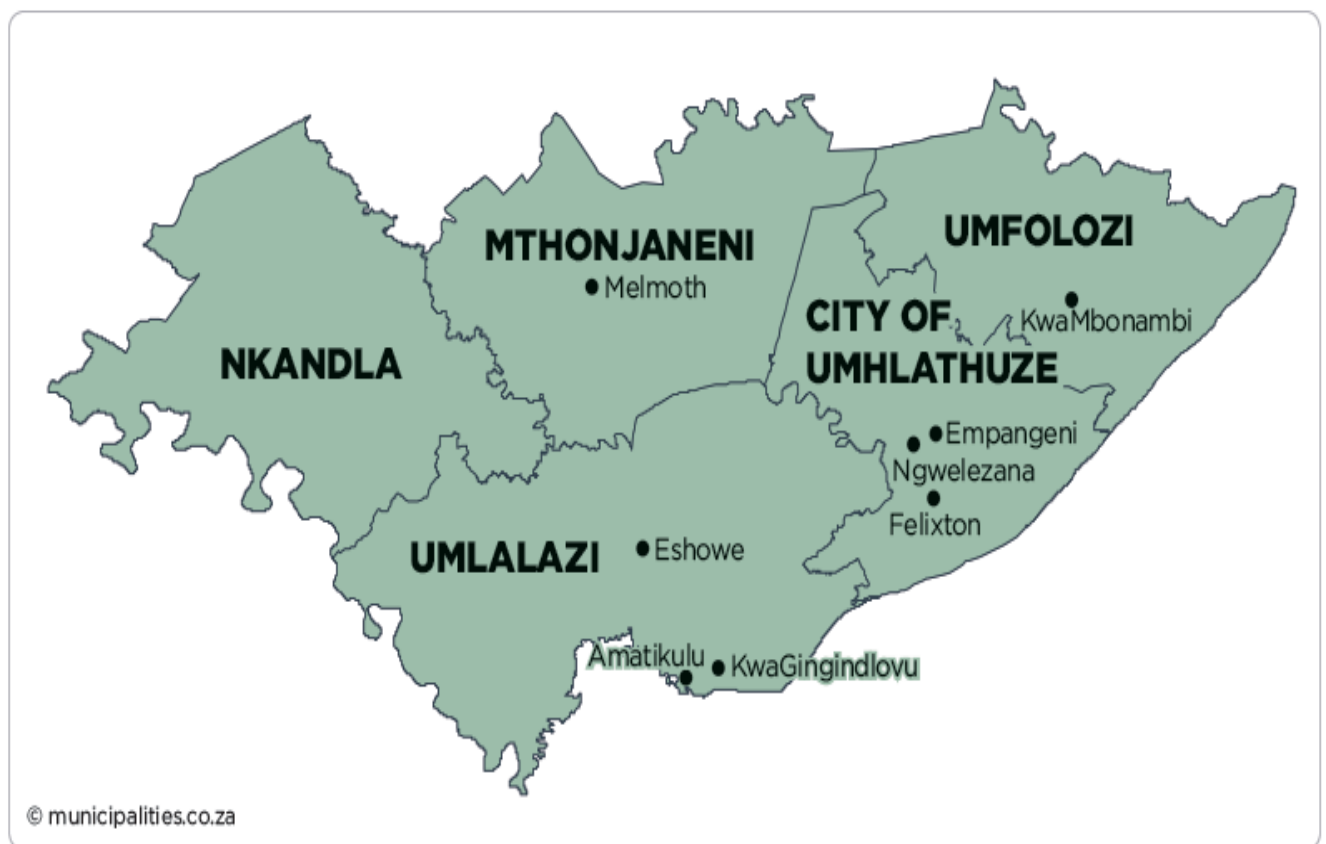 MTHONJANENI
Melmoth
UMFOLOZI
KwaMbonambi
CITY OF
UMHLATHUZE
NKANDLA
Empangeni
Ngwelezana
Felixton
UMLALAZI
Eshowe
Amatikulu
KwaGingindlovu
© municipalities.co.za